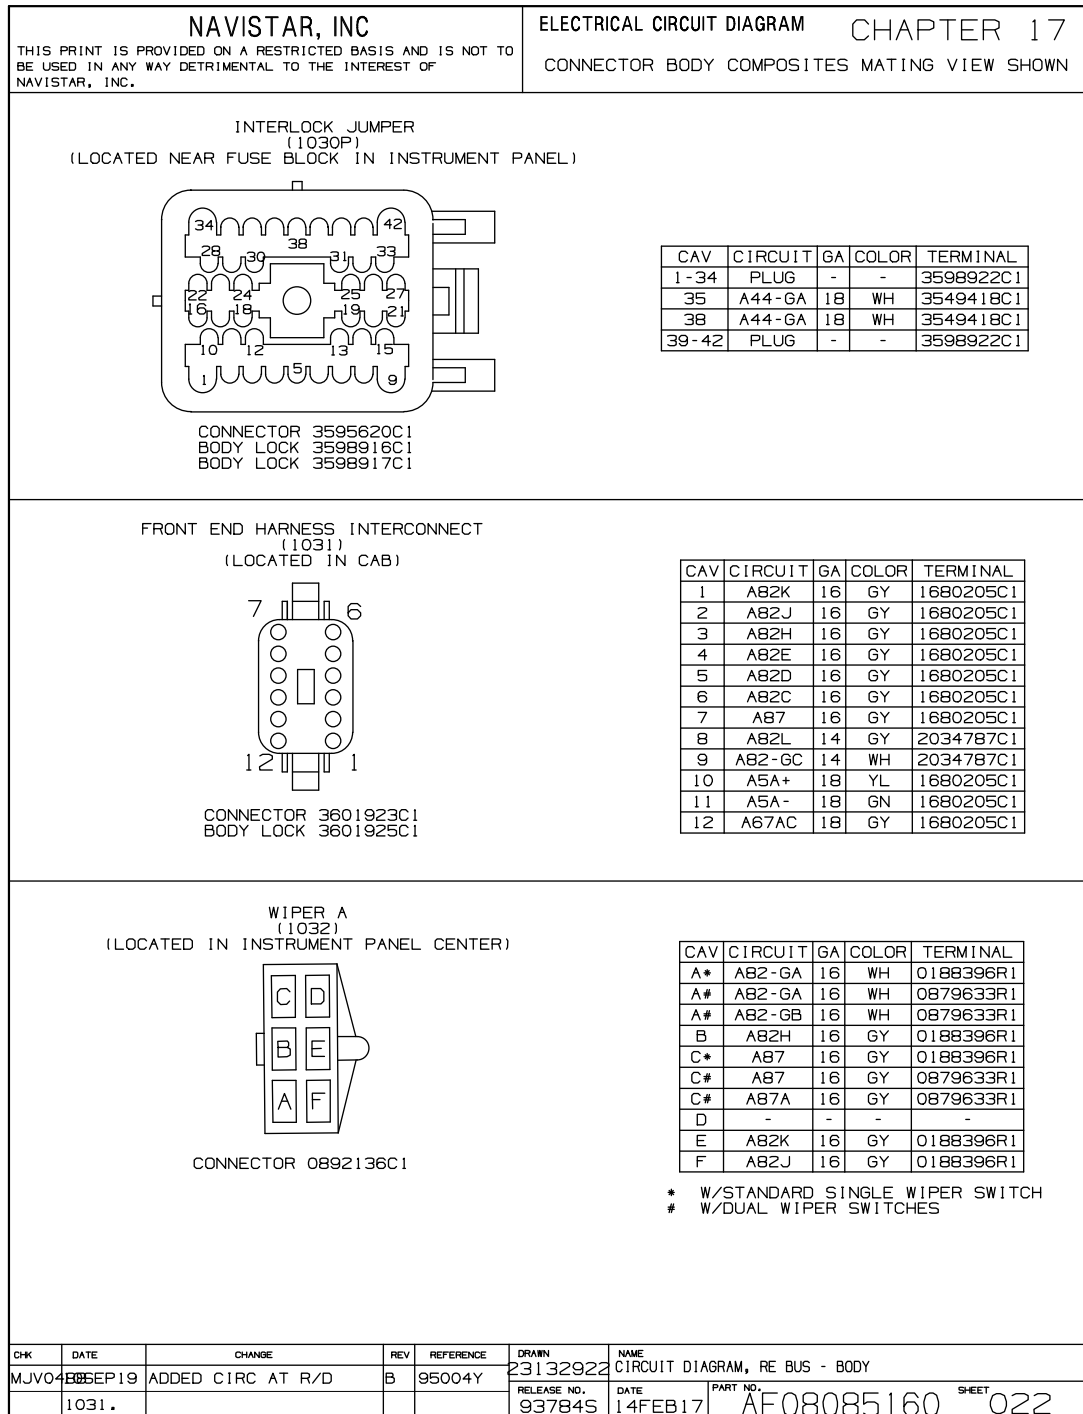 NAVISTAR, INC
THIS PRINT IS PROVIDED ON A RESTRICTED BASIS AND IS NOT TO
BE USED IN ANY WAY DETRIMENTAL TO THE INTEREST OF
NAVISTAR, INC.
ELECTRICAL CIRCUIT DIAGRAM CHAPTER 17
CONNECTOR BODY COMPOSITES MATING VIEW SHOWN
INTERLOCK JUMPER
(1030P)
(LOCATED NEAR FUSE BLOCK IN INSTRUMENT PANEL)
34 42
38
28 30 31 33
22 24 25 27
16 18 19 21
10 12 13 15
1 5 9
CONNECTOR 3595620C1
BODY LOCK 3598916C1
BODY LOCK 3598917C1
CAV CIRCUIT GA COLOR TERMINAL
1-34 PLUG - - 3598922C1
35 A44-GA 18 WH 3549418C1
38 A44-GA 18 WH 3549418C1
39-42 PLUG - - 3598922C1
FRONT END HARNESS INTERCONNECT
(1031)
(LOCATED IN CAB)
7 6
12 1
CONNECTOR 3601923C1
BODY LOCK 3601925C1
CAV CIRCUIT GA COLOR TERMINAL
1 A82K 16 GY 1680205C1
2 A82J 16 GY 1680205C1
3 A82H 16 GY 1680205C1
4 A82E 16 GY 1680205C1
5 A82D 16 GY 1680205C1
6 A82C 16 GY 1680205C1
7 A87 16 GY 1680205C1
8 A82L 14 GY 2034787C1
9 A82-GC 14 WH 2034787C1
10 A5A+ 18 YL 1680205C1
11 A5A- 18 GN 1680205C1
12 A67AC 18 GY 1680205C1
WIPER A
(1032)
(LOCATED IN INSTRUMENT PANEL CENTER)
C D
B E
A F
CONNECTOR 0892136C1
CAV CIRCUIT GA COLOR TERMINAL
A* A82-GA 16 WH 0188396R1
A# A82-GA 16 WH 0879633R1
A# A82-GB 16 WH 0879633R1
B A82H 16 GY 0188396R1
C* A87 16 GY 0188396R1
C# A87 16 GY 0879633R1
C# A87A 16 GY 0879633R1
D - - - -
E A82K 16 GY 0188396R1
F A82J 16 GY 0188396R1
* W/STANDARD SINGLE WIPER SWITCH
# W/DUAL WIPER SWITCHES
CHK DATE CHANGE REV REFERENCE DRAWN NAME
SEP19 ADDED CIRC AT R/D B 95004Y 23132922 CIRCUIT DIAGRAM, RE BUS - BODY
1031.
RELEASE NO. DATE PART NO. SHEET
93784S 14FEB17 AF08085160 022